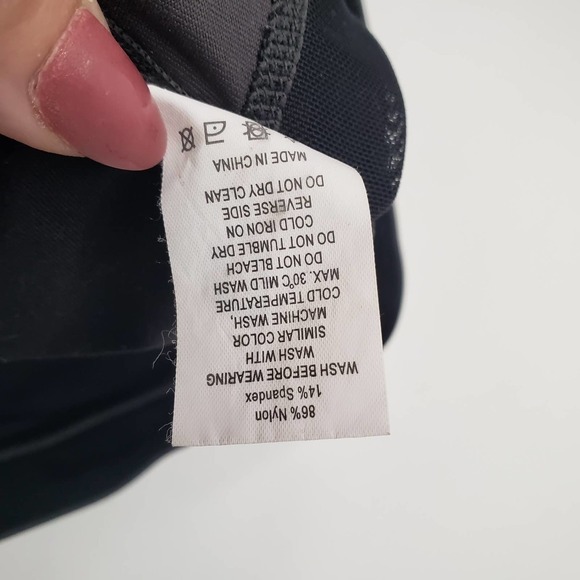 86% Nylon
14% Spandex
WASH BEFORE WEARING
WASH WITH
SIMILAR COLOR
MACHINE WASH,
COLD TEMPERATURE
MAX. 30℃ MILD WASH
DO NOT BLEACH
DO NOT TUMBLE DRY
COLD IRON ON
REVERSE SIDE
DO NOT DRY CLEAN
MADE IN CHINA